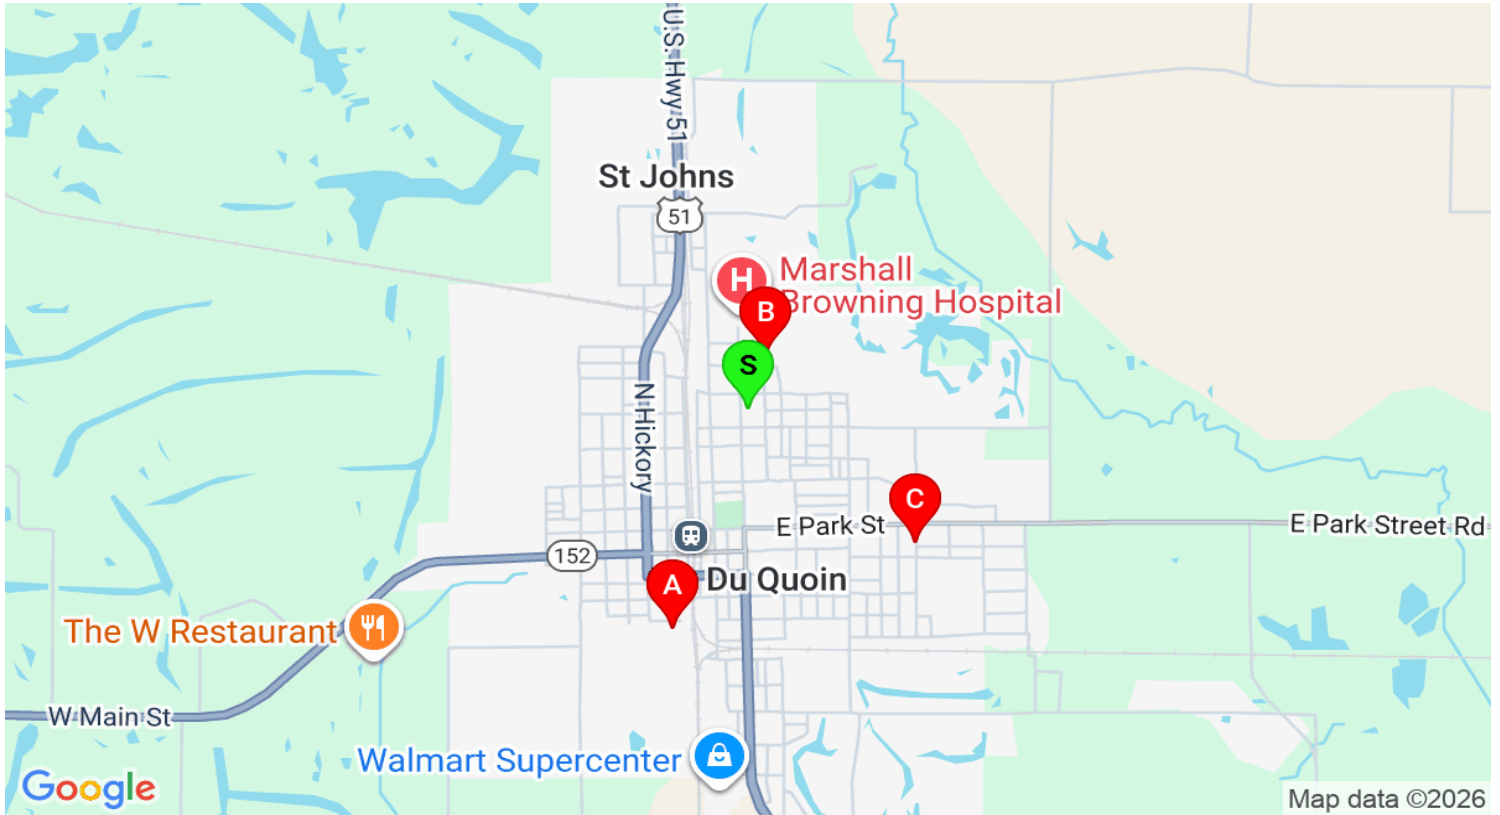 U.S. Hwy 51
St Johns
51
H
Marshall
Browning Hospital
B
S
N Hickory
C
E Park St
E Park Street Rd
152
A
Du Quoin
The W Restaurant
W Main St
Walmart Supercenter
Google
Map data ©2026